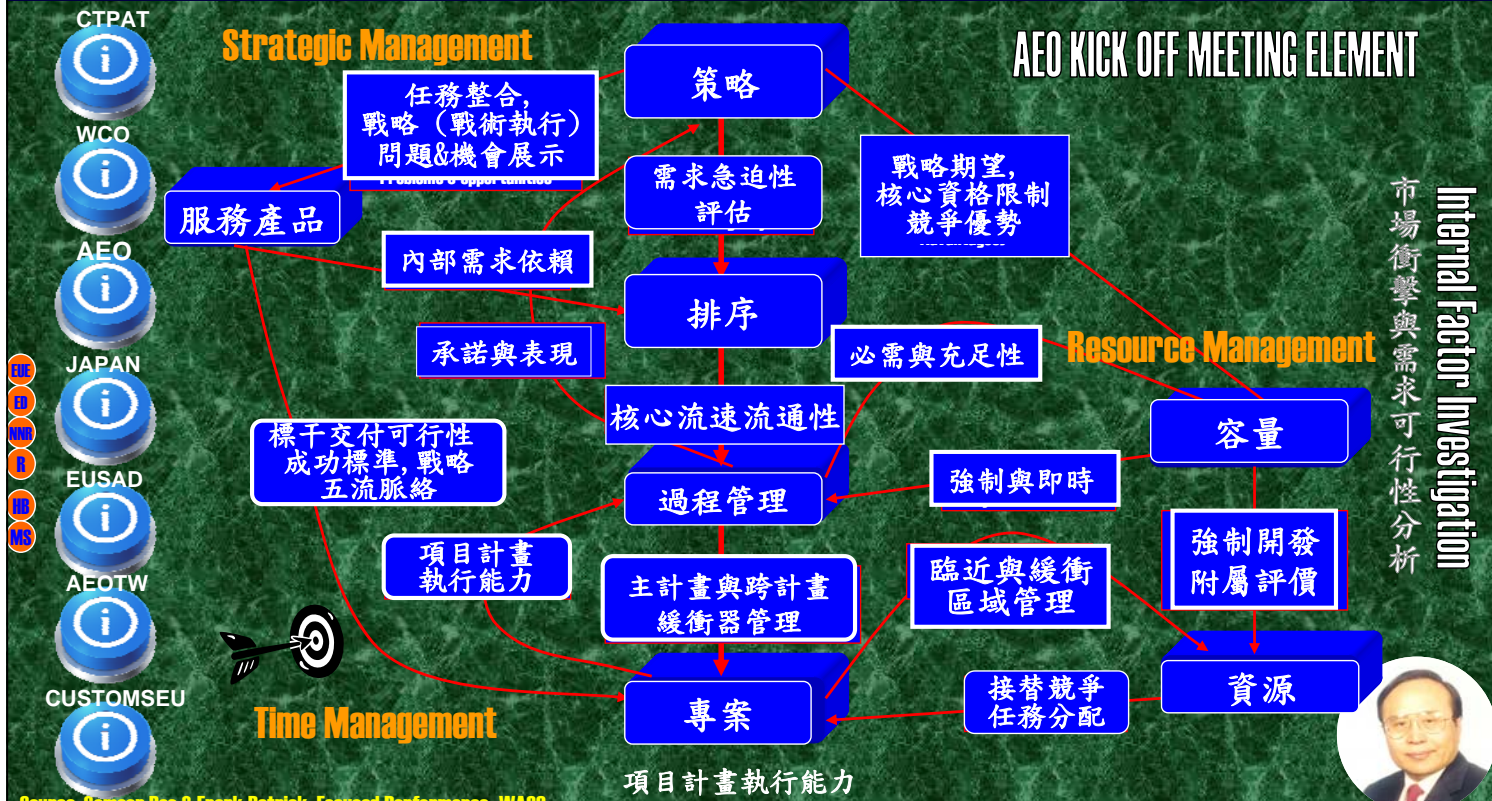 CTPAT
WCO
AEO
JAPAN
EUSAD
AEOTW
CUSTOMSEU
EUE
ED
NNR
R
HB
MS
Strategic Management
AEO KICK OFF MEETING ELEMENT
策略
任務整合,
戰略（戰術執行）
問題&機會展示
需求急迫性
評估
戰略期望,
核心資格限制
競爭優勢
服務產品
內部需求依賴
排序
承諾與表現
必需與充足性
Resource Management
核心流速流通性
容量
標干交付可行性
成功標準,戰略
五流脈絡
過程管理
強制與即時
項目計畫
執行能力
主計畫與跨計畫
緩衝器管理
臨近與緩衝
區域管理
強制開發
附屬評價
專案
接替競爭
任務分配
資源
Time Management
項目計畫執行能力
Internal Factor Investigation
市場衝擊與需求可行性分析